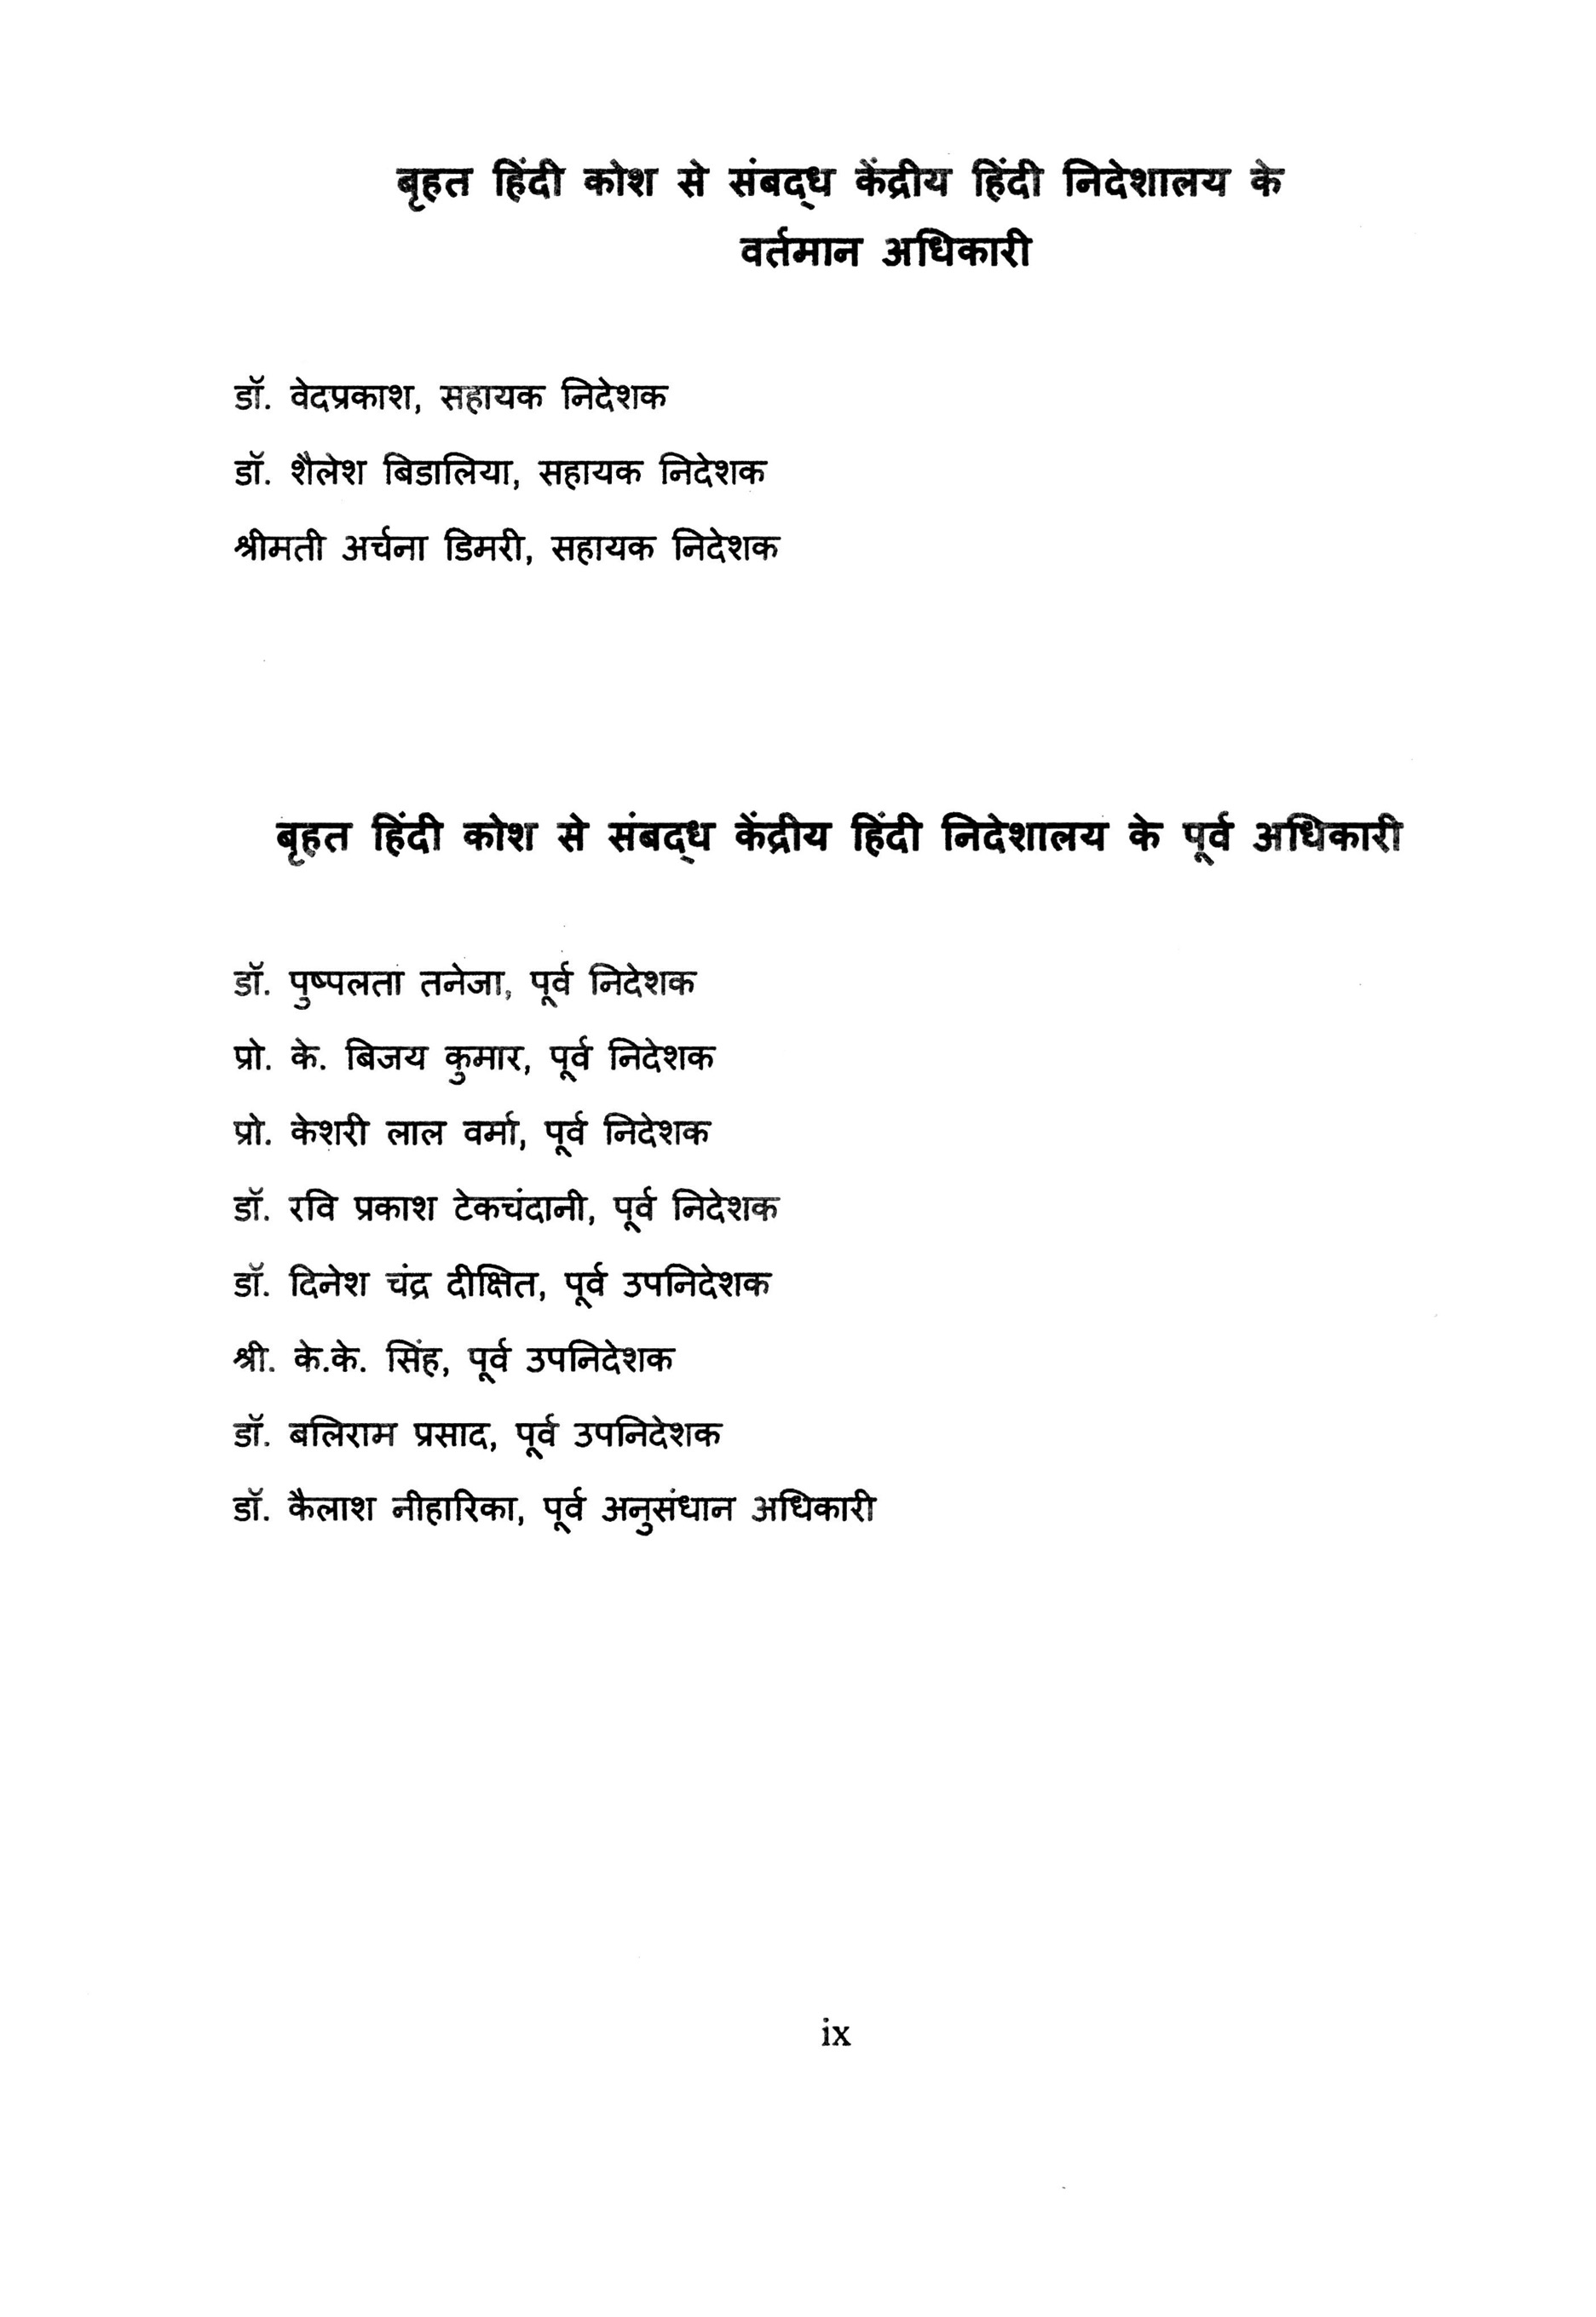 बृहत हिंदी कोश से संबद्ध केंद्रीय हिंदी निदेशालय के
वर्तमान अधिकारी
डॉ. वेदप्रकाश, सहायक निदेशक
डॉ. शैलेश बिडालिया, सहायक निदेशक
श्रीमती अर्चना डिमरी, सहायक निदेशक
बृहत हिंदी कोश से संबद्ध केंद्रीय हिंदी निदेशालय के पूर्व अधिकारी
डॉ. पुष्पलता तनेजा, पूर्व निदेशक
प्रो. के. बिजय कुमार, पूर्व निदेशक
प्रो. केशरी लाल वर्मा, पूर्व निदेशक
डॉ. रवि प्रकाश टेकचंदानी, पूर्व निदेशक
डॉ. दिनेश चंद्र दीक्षित, पूर्व उपनिदेशक
श्री. के.के. सिंह, पूर्व उपनिदेशक
डॉ. बलिराम प्रसाद, पूर्व उपनिदेशक
डॉ. कैलाश नीहारिका, पूर्व अनुसंधान अधिकारी
ix